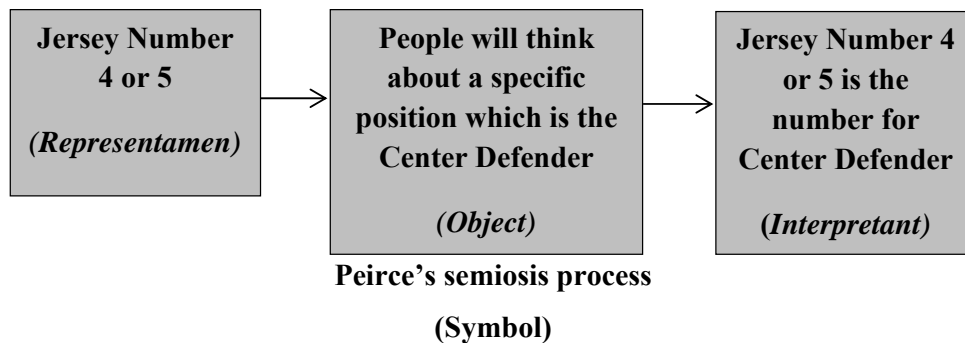 Jersey Number
4 or 5
(Representamen)
People will think
about a specific
position which is the
Center Defender
(Object)
Jersey Number 4
or 5 is the
number for
Center Defender
(Interpretant)
Peirce’s semiosis process
(Symbol)